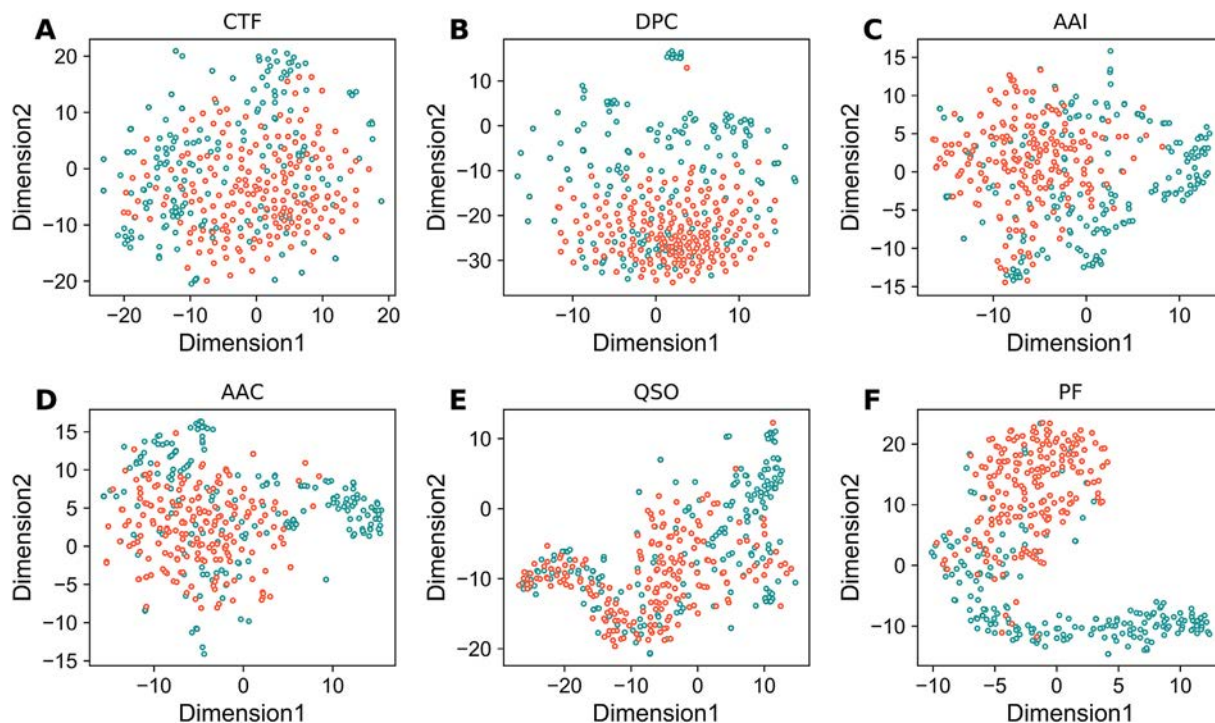 A CTF
Dimension2
20
10
0
−10
−20
−20 −10 0 10 20
Dimension1
B DPC
Dimension2
10
0
−10
−20
−30
−10 0 10
Dimension1
C AAI
Dimension2
15
10
5
0
−5
−10
−15
−10 0 10
Dimension1
D AAC
Dimension2
15
10
5
0
−5
−10
−15
−10 0 10
Dimension1
E QSO
Dimension2
10
0
−10
−20
−20 −10 0 10
Dimension1
F PF
Dimension2
20
10
0
−10
−10 −5 0 5 10
Dimension1